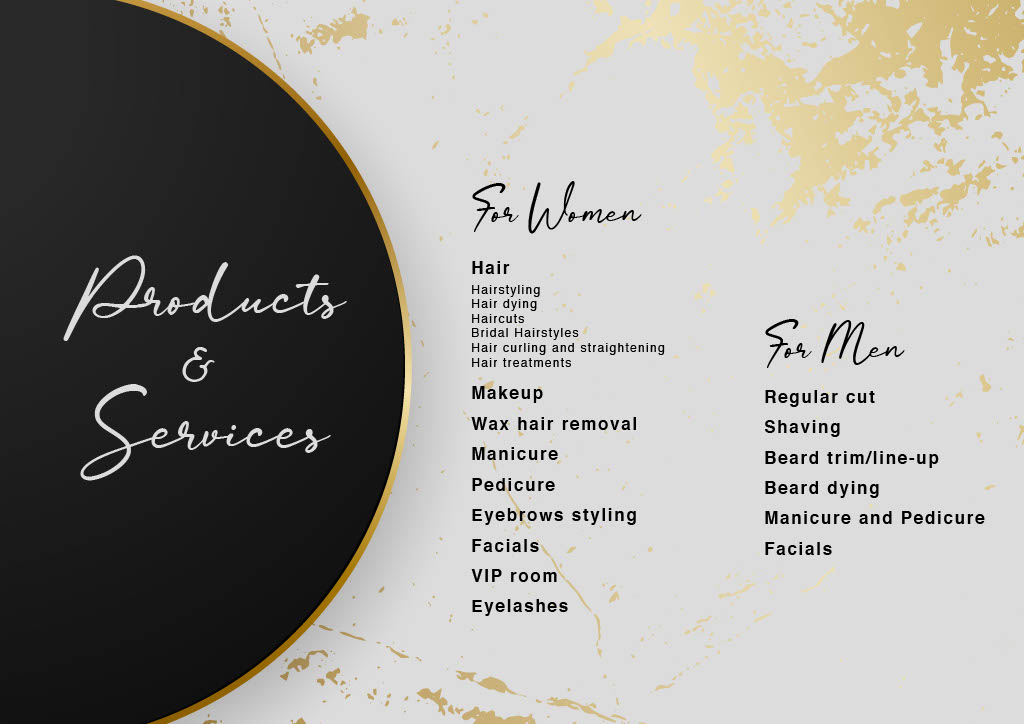 Products
&
Services
For Women
Hair
Hairstyling
Hair dying
Haircuts
Bridal Hairstyles
Hair curling and straightening
Hair treatments
Makeup
Wax hair removal
Manicure
Pedicure
Eyebrows styling
Facials
VIP room
Eyelashes
For Men
Regular cut
Shaving
Beard trim/line-up
Beard dying
Manicure and Pedicure
Facials